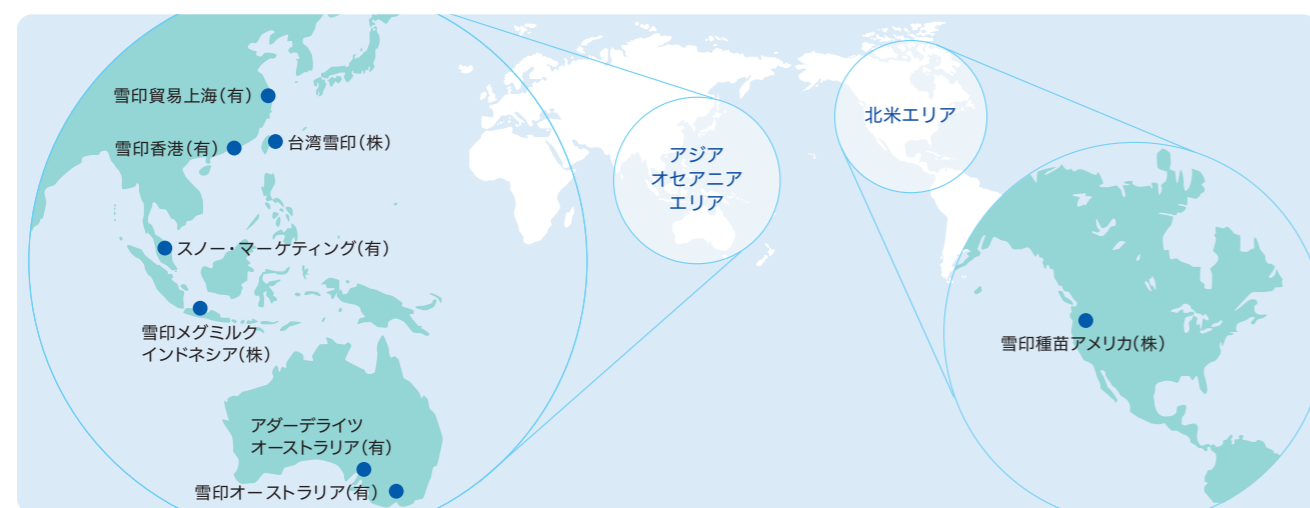 雪印貿易上海(有)
雪印香港(有)
台湾雪印(株)
スノー・マーケティング(有)
雪印メグミルク
インドネシア(株)
アダーデライツ
オーストラリア(有)
雪印オーストラリア(有)
アジア
オセアニア
エリア
北米エリア
雪印種苗アメリカ(株)